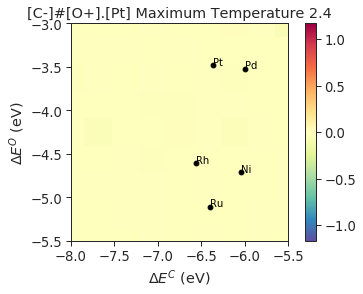 [C-]#[O+].[Pt] Maximum Temperature 2.4
−3.0
−3.5
−4.0
−4.5
−5.0
−5.5
ΔE^O (eV)
Pt
Pd
Rh
Ni
Ru
−8.0 −7.5 −7.0 −6.5 −6.0 −5.5
ΔE^C (eV)
1.0
0.5
0.0
−0.5
−1.0